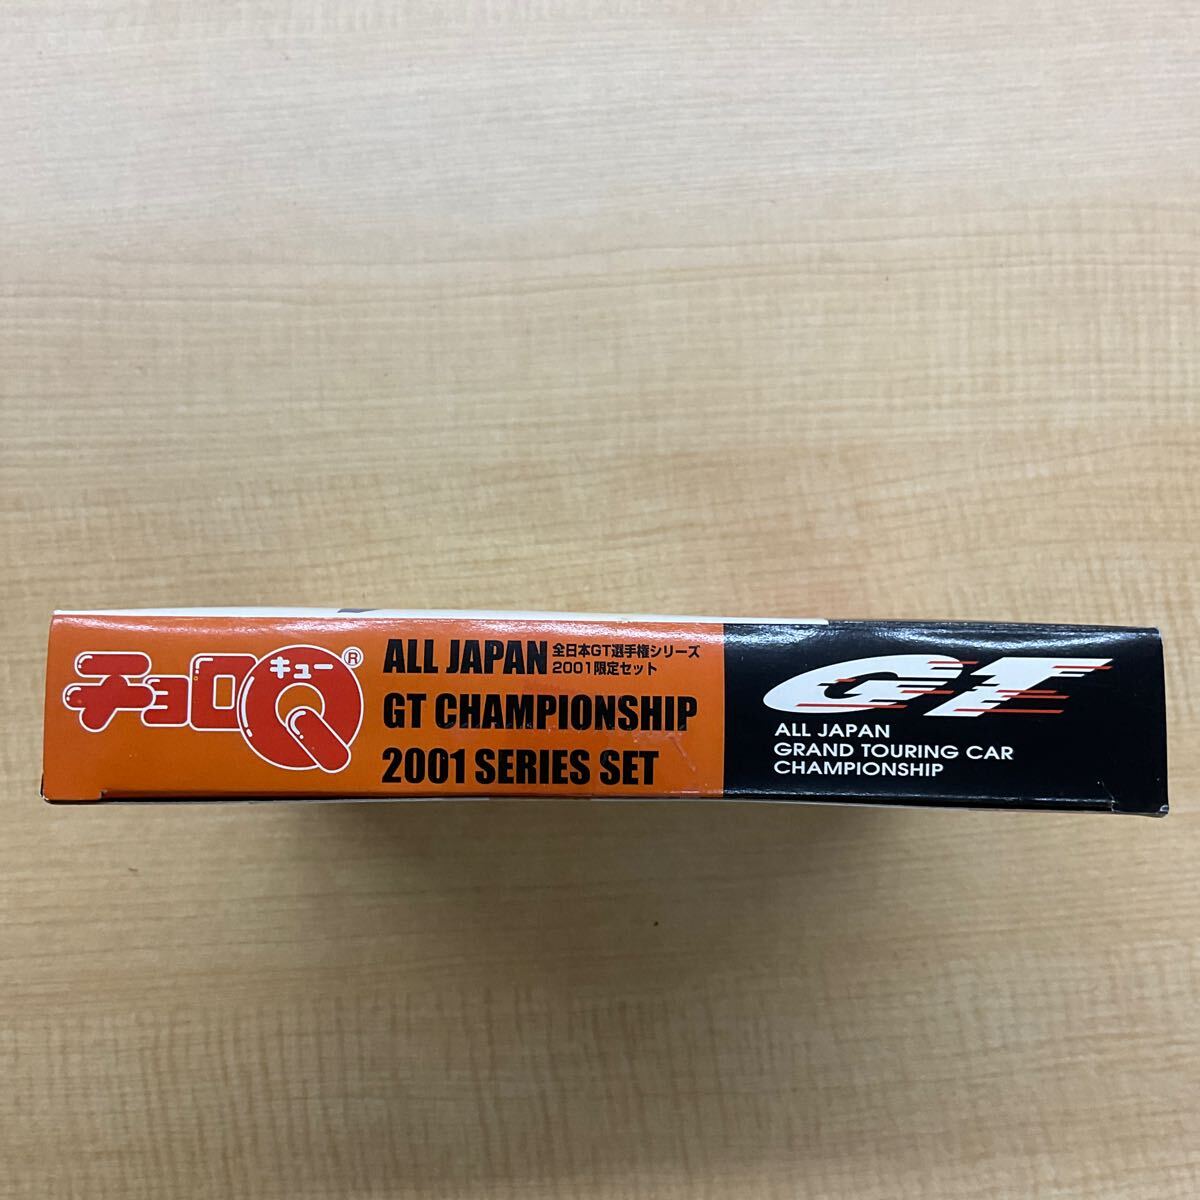 チョロQ
キュー
®
ALL JAPAN
全日本GT選手権シリーズ
2001限定セット
GT CHAMPIONSHIP
2001 SERIES SET
GT
ALL JAPAN
GRAND TOURING CAR
CHAMPIONSHIP